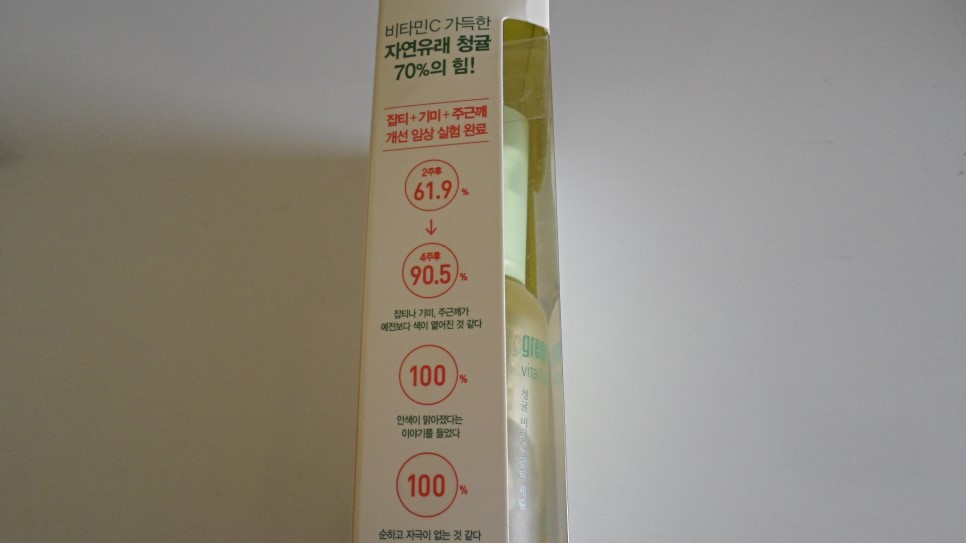 비타민C 가득한
자연유래 청귤
70%의 힘!
잡티+기미+주근깨
개선 임상 실험 완료
2주후
61.9%
↓
4주후
90.5%
잡티나 기미, 주근깨가
예전보다 색이 옅어진 것 같다
100%
안색이 맑아졌다는
이야기를 들었다
100%
순하고 자극이 없는 것 같다
gree
vita
청귤